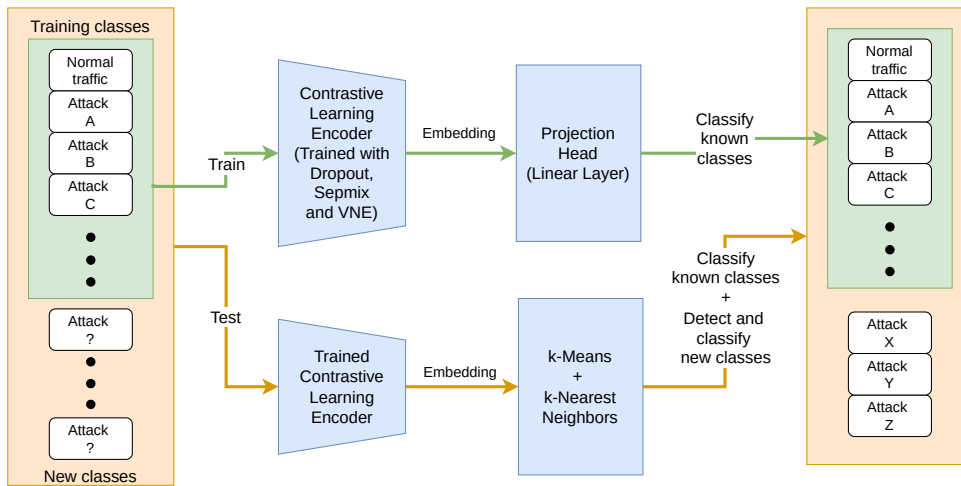 Training classes
Normal
traffic
Attack
A
Attack
B
Attack
C
Attack
?
Attack
?
New classes
Train
Test
Contrastive
Learning
Encoder
(Trained with
Dropout,
Sepmix
and VNE)
Embedding
Projection
Head
(Linear Layer)
Classify
known
classes
Trained
Contrastive
Learning
Encoder
Embedding
k-Means
+
k-Nearest
Neighbors
Classify
known classes
+
Detect and
classify
new classes
Normal
traffic
Attack
A
Attack
B
Attack
C
Attack
X
Attack
Y
Attack
Z